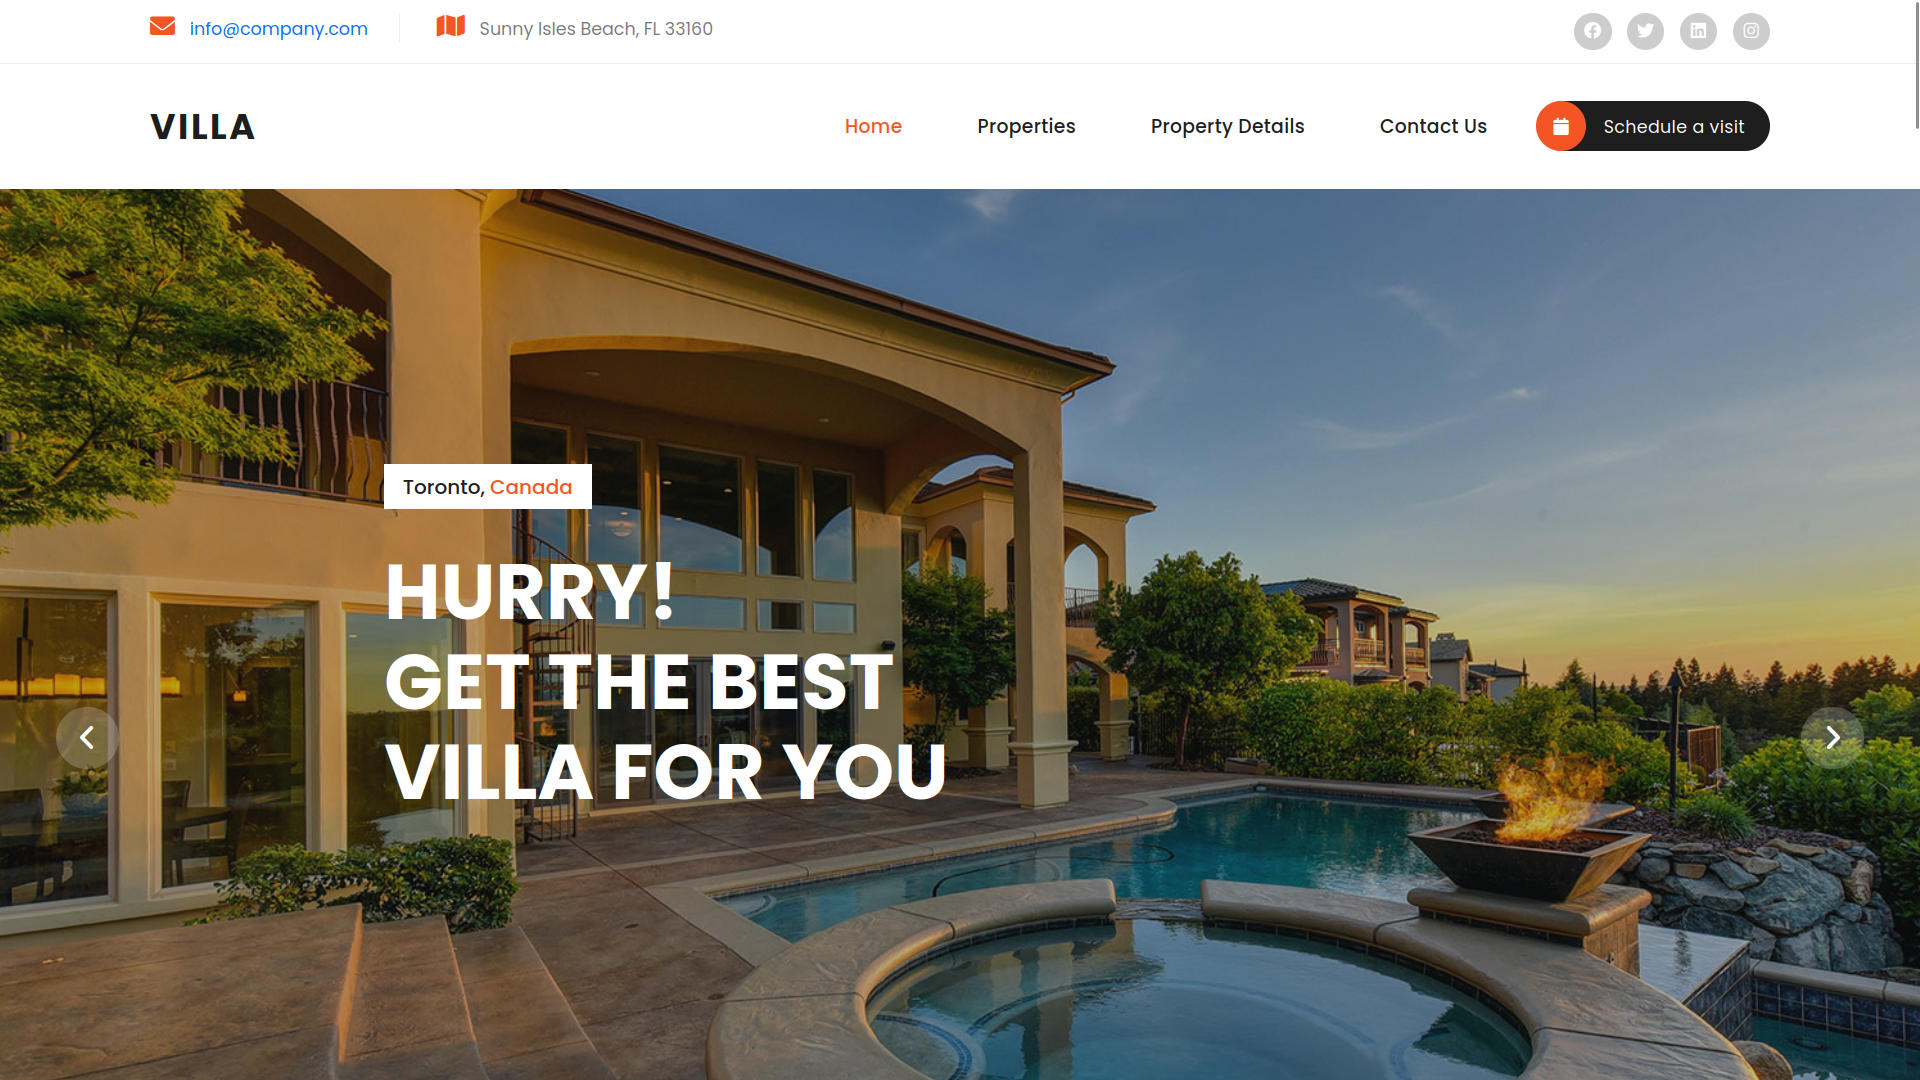 info@company.com
Sunny Isles Beach, FL 33160
VILLA
Home
Properties
Property Details
Contact Us
Schedule a visit
Toronto, Canada
HURRY!
GET THE BEST
VILLA FOR YOU